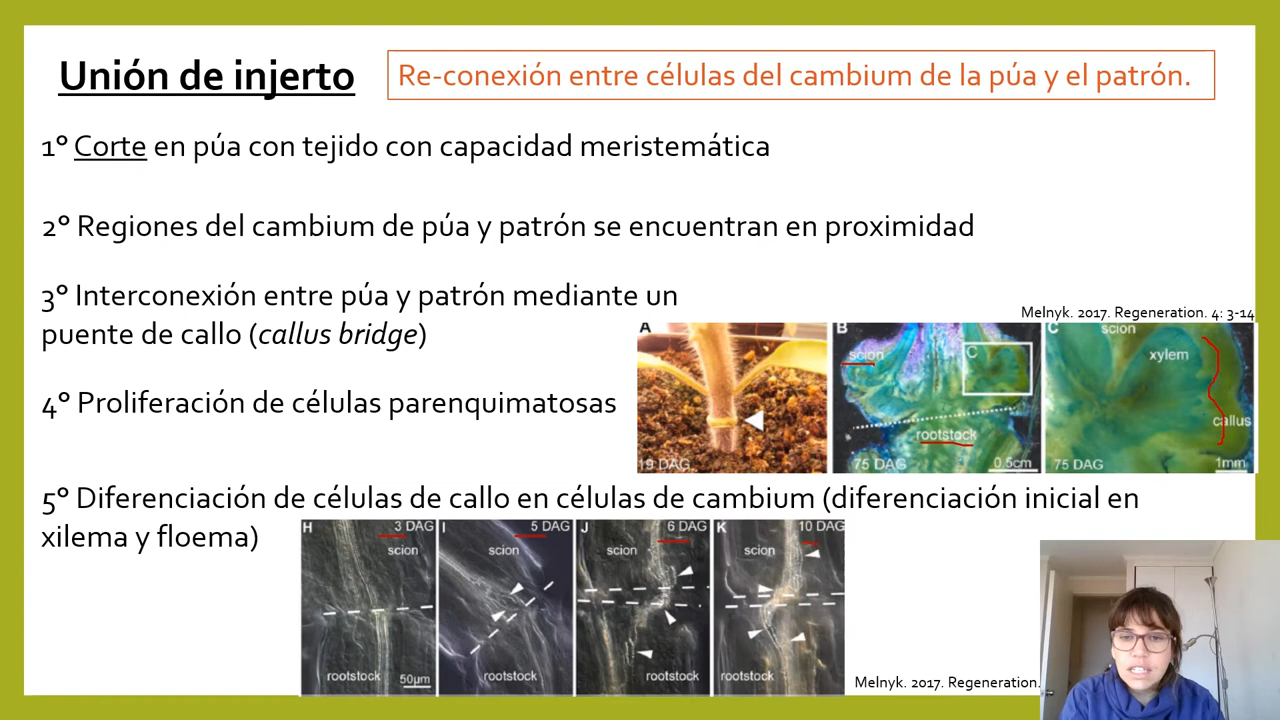 Unión de injerto
Re-conexión entre células del cambium de la púa y el patrón.
1° Corte en púa con tejido con capacidad meristemática
2° Regiones del cambium de púa y patrón se encuentran en proximidad
3° Interconexión entre púa y patrón mediante un
puente de callo (callus bridge)
Melnyk. 2017. Regeneration. 4: 3-14
A
19 DAG
B
scion
C
rootstock
75 DAG
0.5cm
C
scion
xylem
callus
75 DAG
1mm
4° Proliferación de células parenquimatosas
5° Diferenciación de células de callo en células de cambium (diferenciación inicial en
xilema y floema)
H
3 DAG
scion
rootstock
50µm
I
5 DAG
scion
rootstock
J
6 DAG
scion
rootstock
K
10 DAG
scion
rootstock
Melnyk. 2017. Regeneration.